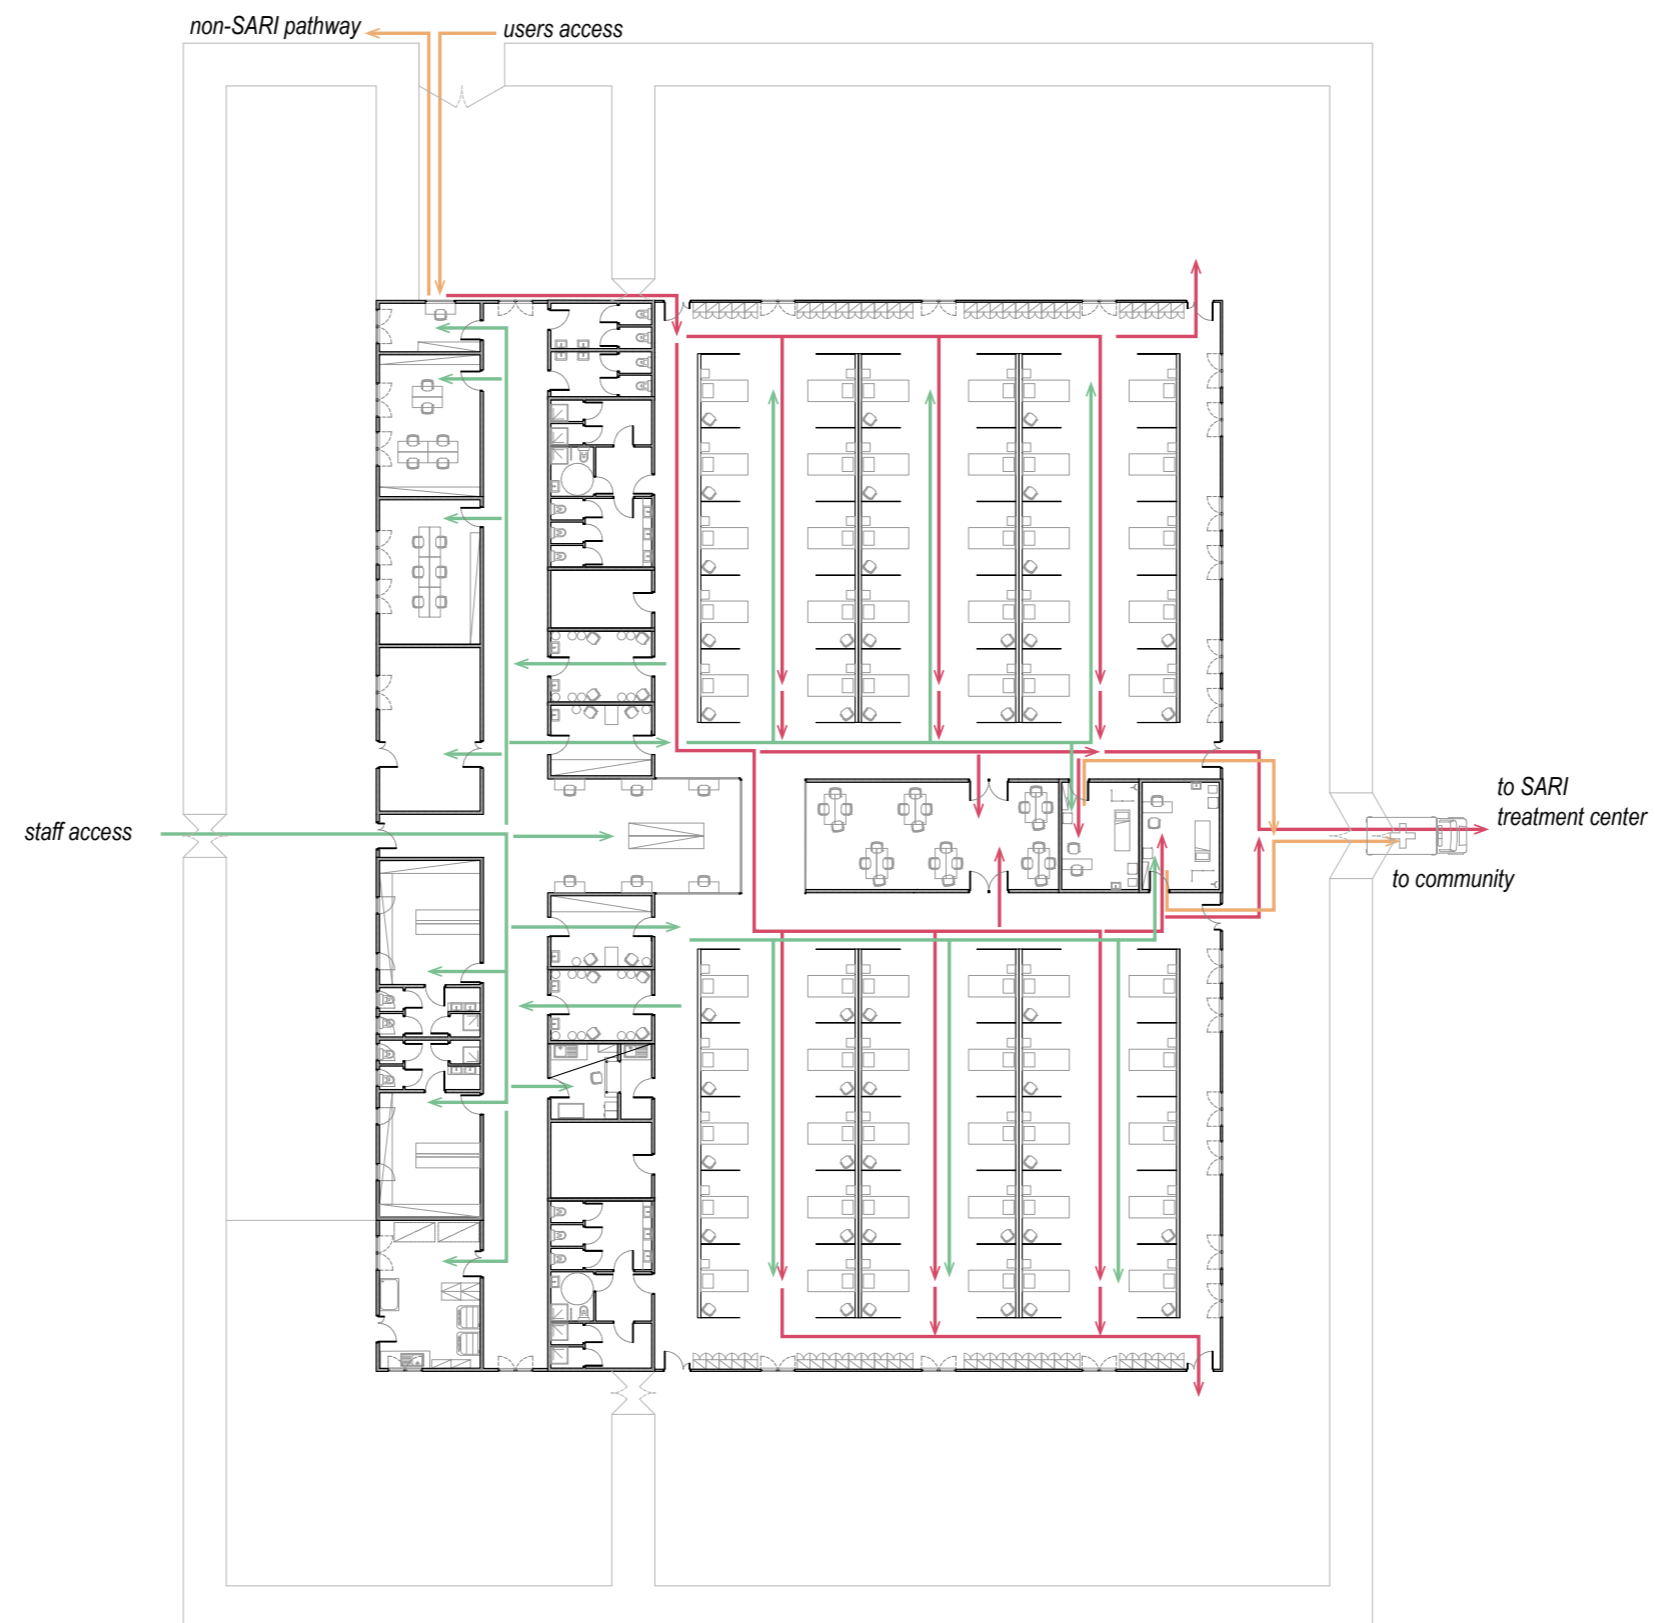 non-SARI pathway
users access
staff access
to SARI
treatment center
to community